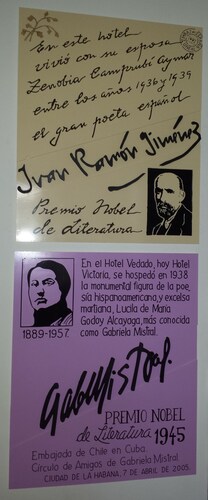 En este hotel
vivió con su esposa
Zenobia Camprubí Aymar
entre los años 1936 y 1939
el gran poeta español
Juan Ramón Jiménez
Premio Nobel
de Literatura
En el Hotel Vedado, hoy Hotel
Victoria, se hospedó en 1938
la monumental figura de la poe,
sía hispanoamericana, y excelsa
martiana, Lucila de María
Godoy Alcayaga, más conocida
como Gabriela Mistral.
1889-1957
Gab Mistral.
PREMIO NOBEL
de Literatura 1945
Embajada de Chile en Cuba.
Círculo de Amigos de Gabriela Mistral.
CIUDAD DE LA HABANA, 7 DE ABRIL DE 2005.